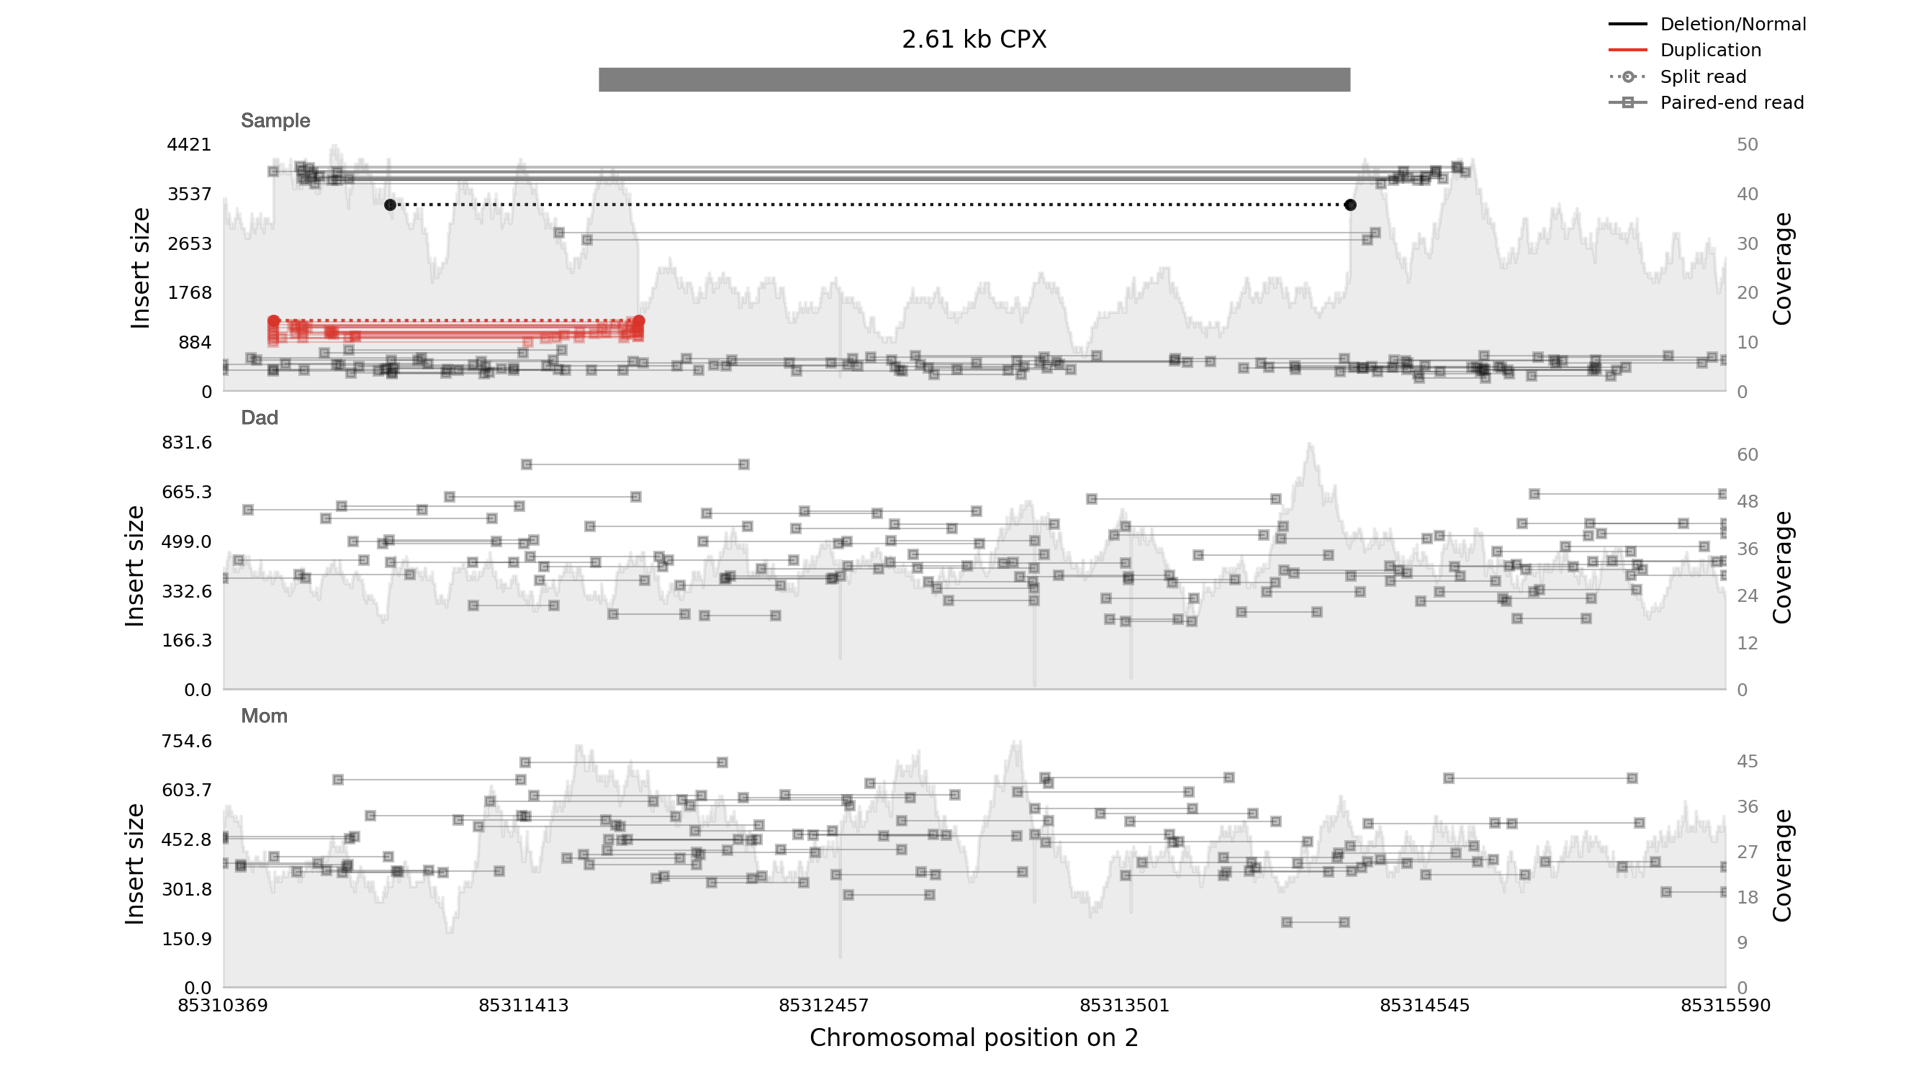 2.61 kb CPX
Deletion/Normal
Duplication
Split read
Paired-end read
Sample
4421
3537
2653
1768
884
0
Insert size
50
40
30
20
10
0
Coverage
Dad
831.6
665.3
499.0
332.6
166.3
0.0
Insert size
60
48
36
24
12
0
Coverage
Mom
754.6
603.7
452.8
301.8
150.9
0.0
Insert size
45
36
27
18
9
0
Coverage
85310369 85311413 85312457 85313501 85314545 85315590
Chromosomal position on 2